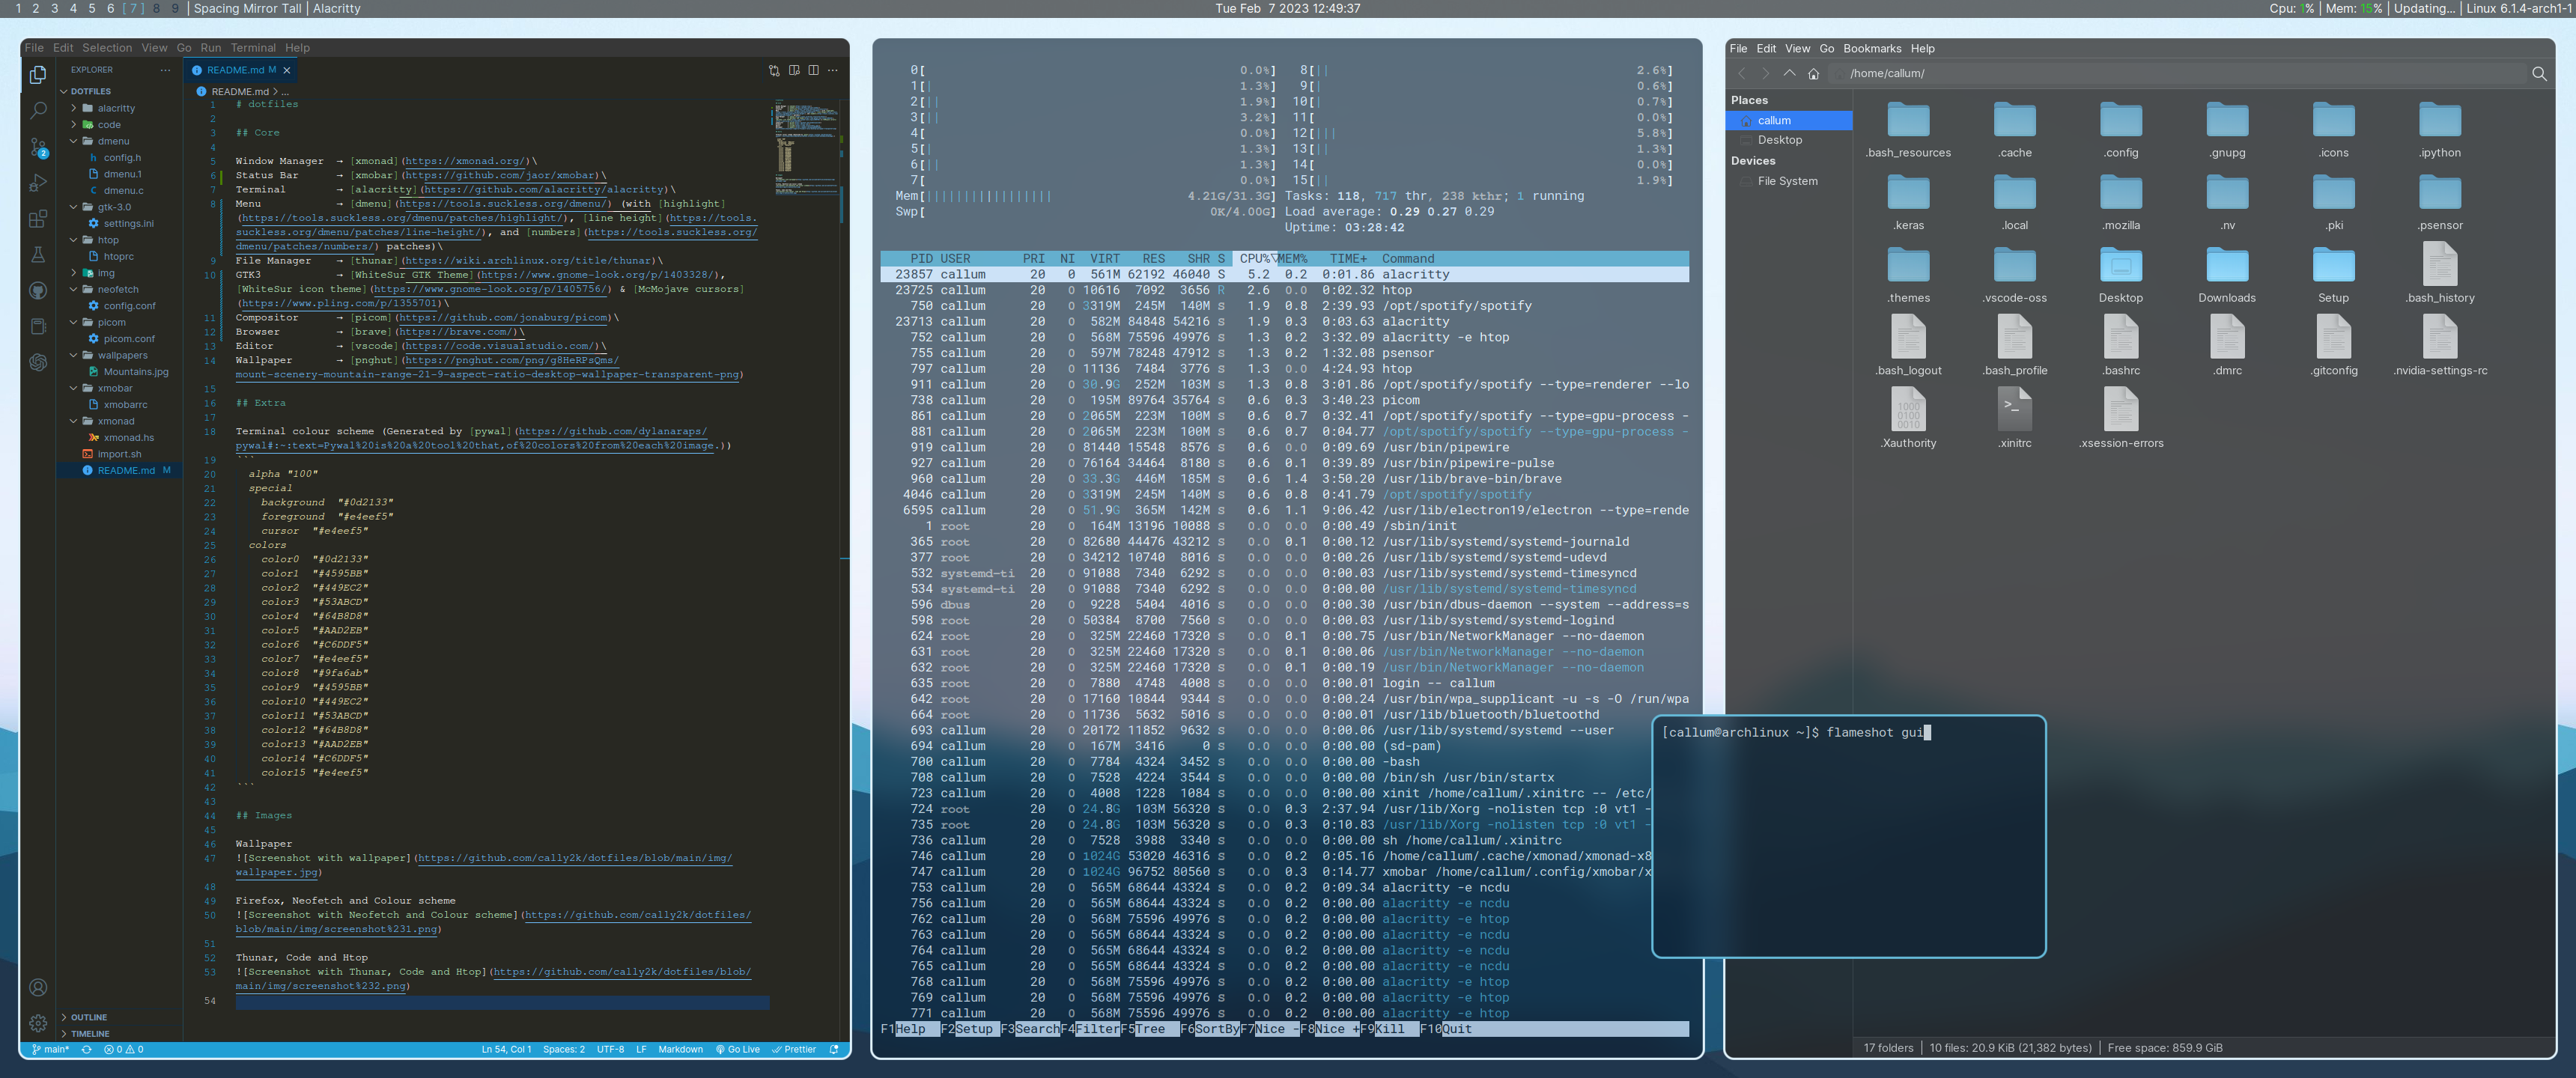 1 2 3 4 5 6 [ 7 ] 8 9 | Spacing Mirror Tall | Alacritty
Tue Feb 7 2023 12:49:37
Cpu: 1% | Mem: 15% | Updating... | Linux 6.1.4-arch1-1
File Edit Selection View Go Run Terminal Help
EXPLORER ...
DOTFILES
alacritty
code
dmenu
config.h
dmenu.1
dmenu.c
gtk-3.0
settings.ini
htop
htoprc
img
neofetch
config.conf
picom
picom.conf
wallpapers
Mountains.jpg
xmobar
xmobarrc
xmonad
xmonad.hs
import.sh
README.md M
OUTLINE
TIMELINE
2
README.md M
README.md > ...
1 # dotfiles
2
3 ## Core
4
5 Window Manager → [xmonad](https://xmonad.org/)\
6 Status Bar → [xmobar](https://github.com/jaor/xmobar)\
7 Terminal → [alacritty](https://github.com/alacritty/alacritty)\
8 Menu → [dmenu](https://tools.suckless.org/dmenu/) (with [highlight]
(https://tools.suckless.org/dmenu/patches/highlight/), [line height](https://tools.
suckless.org/dmenu/patches/line-height/), and [numbers](https://tools.suckless.org/
dmenu/patches/numbers/) patches)\
9 File Manager → [thunar](https://wiki.archlinux.org/title/thunar)\
10 GTK3 → [WhiteSur GTK Theme](https://www.gnome-look.org/p/1403328/),
[WhiteSur icon theme](https://www.gnome-look.org/p/1405756/) & [McMojave cursors]
(https://www.pling.com/p/1355701)\
11 Compositor → [picom](https://github.com/jonaburg/picom)\
12 Browser → [brave](https://brave.com/)\
13 Editor → [vscode](https://code.visualstudio.com/)\
14 Wallpaper → [pnghut](https://pnghut.com/png/g8HeRPsQms/
mount-scenery-mountain-range-21-9-aspect-ratio-desktop-wallpaper-transparent-png)
15
16 ## Extra
17
18 Terminal colour scheme (Generated by [pywal](https://github.com/dylanaraps/
pywal#:~:text=Pywal%20is%20a%20tool%20that,of%20colors%20from%20each%20image.))
19 ```
20 alpha "100"
21 special
22 background "#0d2133"
23 foreground "#e4eef5"
24 cursor "#e4eef5"
25 colors
26 color0 "#0d2133"
27 color1 "#4595BB"
28 color2 "#449EC2"
29 color3 "#53ABCD"
30 color4 "#64B8D8"
31 color5 "#AAD2EB"
32 color6 "#C6DDF5"
33 color7 "#e4eef5"
34 color8 "#9fa6ab"
35 color9 "#4595BB"
36 color10 "#449EC2"
37 color11 "#53ABCD"
38 color12 "#64B8D8"
39 color13 "#AAD2EB"
40 color14 "#C6DDF5"
41 color15 "#e4eef5"
42 ```
43
44 ## Images
45
46 Wallpaper
47 ![Screenshot with wallpaper](https://github.com/cally2k/dotfiles/blob/main/img/
wallpaper.jpg)
48
49 Firefox, Neofetch and Colour scheme
50 ![Screenshot with Neofetch and Colour scheme](https://github.com/cally2k/dotfiles/
blob/main/img/screenshot%231.png)
51
52 Thunar, Code and Htop
53 ![Screenshot with Thunar, Code and Htop](https://github.com/cally2k/dotfiles/blob/
main/img/screenshot%232.png)
54
main* 0 0 Ln 54, Col 1 Spaces: 2 UTF-8 LF Markdown Go Live Prettier
0[ 0.0%] 8[|| 2.6%]
1[| 1.3%] 9[| 0.6%]
2[|| 1.9%] 10[| 0.7%]
3[|| 3.2%] 11[ 0.0%]
4[ 0.0%] 12[||| 5.8%]
5[| 1.3%] 13[|| 1.3%]
6[|| 1.3%] 14[ 0.0%]
7[ 0.0%] 15[|| 1.9%]
Mem[||||||||||||||||| 4.21G/31.3G] Tasks: 118, 717 thr, 238 kthr; 1 running
Swp[ 0K/4.00G] Load average: 0.29 0.27 0.29
Uptime: 03:28:42
PID USER PRI NI VIRT RES SHR S CPU%▽MEM% TIME+ Command
23857 callum 20 0 561M 62192 46040 S 5.2 0.2 0:01.86 alacritty
23725 callum 20 0 10616 7092 3656 R 2.6 0.0 0:02.32 htop
750 callum 20 0 3319M 245M 140M S 1.9 0.8 2:39.93 /opt/spotify/spotify
23713 callum 20 0 582M 84848 54216 S 1.9 0.3 0:03.63 alacritty
752 callum 20 0 568M 75596 49976 S 1.3 0.2 3:32.09 alacritty -e htop
755 callum 20 0 597M 78248 47912 S 1.3 0.2 1:32.08 psensor
797 callum 20 0 11136 7484 3776 S 1.3 0.0 4:24.93 htop
911 callum 20 0 30.9G 252M 103M S 1.3 0.8 3:01.86 /opt/spotify/spotify --type=renderer --lo
738 callum 20 0 195M 89764 35764 S 0.6 0.3 3:40.23 picom
861 callum 20 0 2065M 223M 100M S 0.6 0.7 0:32.41 /opt/spotify/spotify --type=gpu-process -
881 callum 20 0 2065M 223M 100M S 0.6 0.7 0:04.77 /opt/spotify/spotify --type=gpu-process -
919 callum 20 0 81440 15548 8576 S 0.6 0.0 0:09.69 /usr/bin/pipewire
927 callum 20 0 76164 34464 8180 S 0.6 0.1 0:39.89 /usr/bin/pipewire-pulse
960 callum 20 0 33.3G 446M 185M S 0.6 1.4 3:50.20 /usr/lib/brave-bin/brave
4046 callum 20 0 3319M 245M 140M S 0.6 0.8 0:41.79 /opt/spotify/spotify
6595 callum 20 0 51.9G 365M 142M S 0.6 1.1 9:06.42 /usr/lib/electron19/electron --type=rende
1 root 20 0 164M 13196 10088 S 0.0 0.0 0:00.49 /sbin/init
365 root 20 0 82680 44476 43212 S 0.0 0.1 0:00.12 /usr/lib/systemd/systemd-journald
377 root 20 0 34212 10740 8016 S 0.0 0.0 0:00.26 /usr/lib/systemd/systemd-udevd
532 systemd-ti 20 0 91088 7340 6292 S 0.0 0.0 0:00.03 /usr/lib/systemd/systemd-timesyncd
534 systemd-ti 20 0 91088 7340 6292 S 0.0 0.0 0:00.00 /usr/lib/systemd/systemd-timesyncd
596 dbus 20 0 9228 5404 4016 S 0.0 0.0 0:00.30 /usr/bin/dbus-daemon --system --address=s
598 root 20 0 50384 8700 7560 S 0.0 0.0 0:00.03 /usr/lib/systemd/systemd-logind
624 root 20 0 325M 22460 17320 S 0.0 0.1 0:00.75 /usr/bin/NetworkManager --no-daemon
631 root 20 0 325M 22460 17320 S 0.0 0.1 0:00.06 /usr/bin/NetworkManager --no-daemon
632 root 20 0 325M 22460 17320 S 0.0 0.1 0:00.19 /usr/bin/NetworkManager --no-daemon
635 root 20 0 7880 4748 4008 S 0.0 0.0 0:00.01 login -- callum
642 root 20 0 17160 10844 9344 S 0.0 0.0 0:00.24 /usr/bin/wpa_supplicant -u -s -O /run/wpa
664 root 20 0 11736 5632 5016 S 0.0 0.0 0:00.01 /usr/lib/bluetooth/bluetoothd
693 callum 20 0 20172 11852 9632 S 0.0 0.0 0:00.06 /usr/lib/systemd/systemd --user
694 callum 20 0 167M 3416 0 S 0.0 0.0 0:00.00 (sd-pam)
700 callum 20 0 7784 4324 3452 S 0.0 0.0 0:00.00 -bash
708 callum 20 0 7528 4224 3544 S 0.0 0.0 0:00.00 /bin/sh /usr/bin/startx
723 callum 20 0 4008 1228 1084 S 0.0 0.0 0:00.00 xinit /home/callum/.xinitrc -- /etc/
724 root 20 0 24.8G 103M 56320 S 0.0 0.3 2:37.94 /usr/lib/Xorg -nolisten tcp :0 vt1 -
735 root 20 0 24.8G 103M 56320 S 0.0 0.3 0:10.83 /usr/lib/Xorg -nolisten tcp :0 vt1 -
736 callum 20 0 7528 3988 3340 S 0.0 0.0 0:00.00 sh /home/callum/.xinitrc
746 callum 20 0 1024G 53020 46316 S 0.0 0.2 0:05.16 /home/callum/.cache/xmonad/xmonad-x8
747 callum 20 0 1024G 96752 80560 S 0.0 0.3 0:14.77 xmobar /home/callum/.config/xmobar/x
753 callum 20 0 565M 68644 43324 S 0.0 0.2 0:09.34 alacritty -e ncdu
756 callum 20 0 565M 68644 43324 S 0.0 0.2 0:00.00 alacritty -e ncdu
762 callum 20 0 568M 75596 49976 S 0.0 0.2 0:00.00 alacritty -e htop
763 callum 20 0 565M 68644 43324 S 0.0 0.2 0:00.00 alacritty -e ncdu
764 callum 20 0 565M 68644 43324 S 0.0 0.2 0:00.00 alacritty -e ncdu
765 callum 20 0 565M 68644 43324 S 0.0 0.2 0:00.00 alacritty -e ncdu
768 callum 20 0 568M 75596 49976 S 0.0 0.2 0:00.00 alacritty -e htop
769 callum 20 0 568M 75596 49976 S 0.0 0.2 0:00.00 alacritty -e htop
771 callum 20 0 568M 75596 49976 S 0.0 0.2 0:00.00 alacritty -e htop
F1Help F2Setup F3SearchF4FilterF5Tree F6SortByF7Nice -F8Nice +F9Kill F10Quit
File Edit View Go Bookmarks Help
/home/callum/
Places
callum
Desktop
Devices
File System
.bash_resources .cache .config .gnupg .icons .ipython
.keras .local .mozilla .nv .pki .psensor
.themes .vscode-oss Desktop Downloads Setup .bash_history
.bash_logout .bash_profile .bashrc .dmrc .gitconfig .nvidia-settings-rc
.Xauthority .xinitrc .xsession-errors
17 folders | 10 files: 20.9 KiB (21,382 bytes) | Free space: 859.9 GiB
[callum@archlinux ~]$ flameshot gui